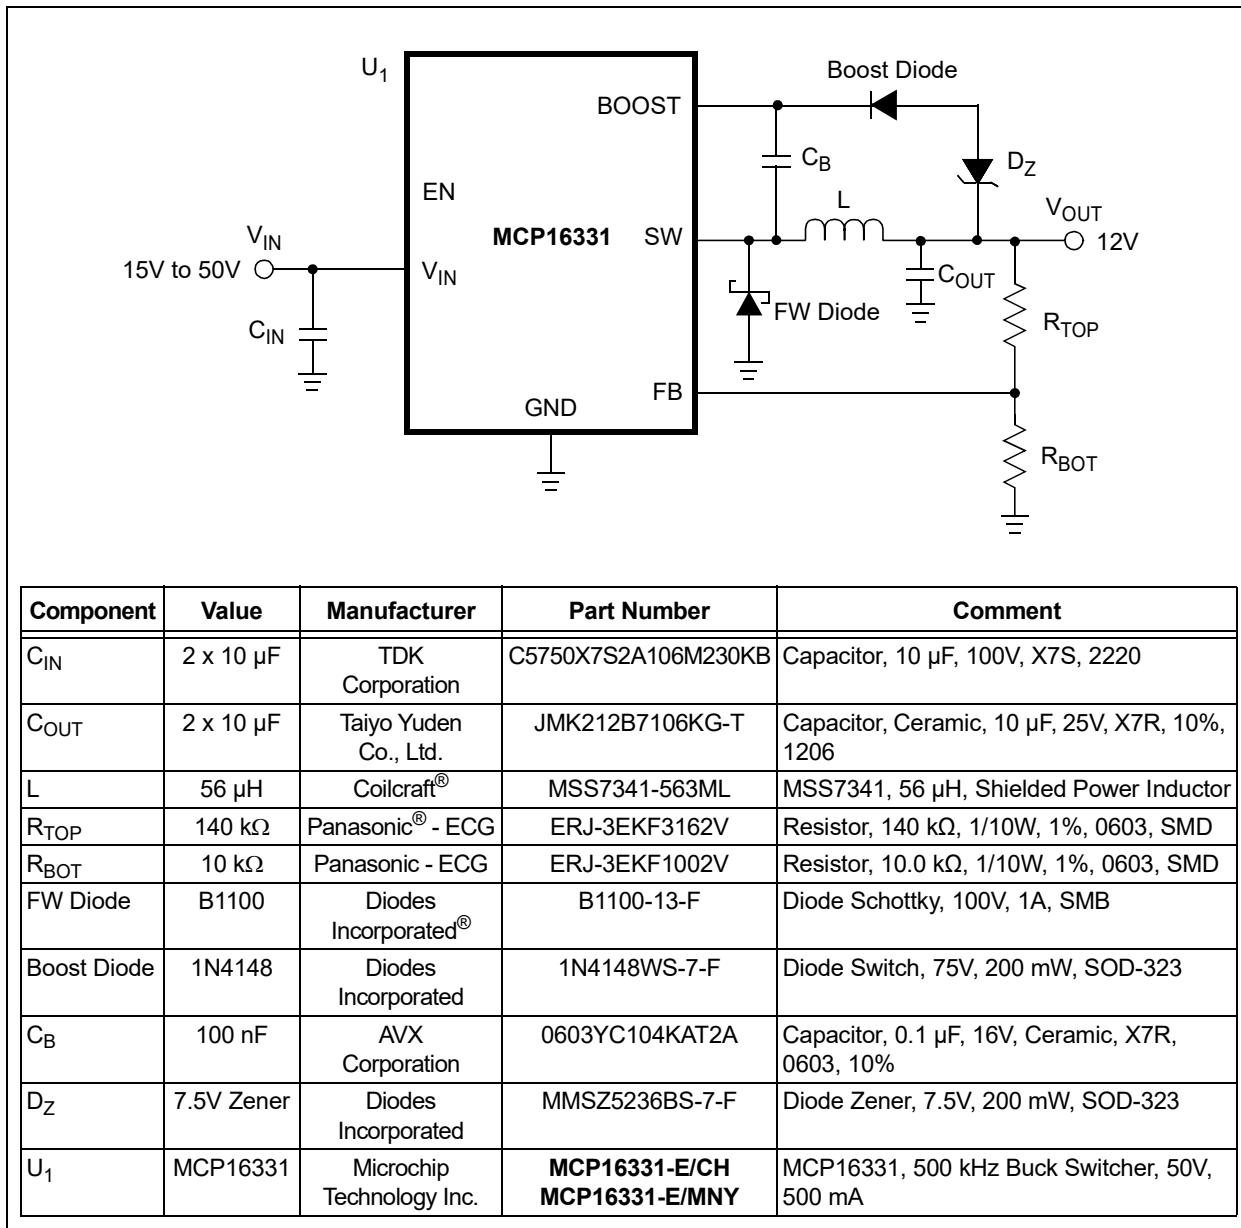 U1
Boost Diode
BOOST
CB
DZ
EN
L
VOUT
VIN
MCP16331
SW
12V
15V to 50V
VIN
COUT
FW Diode
CIN
RTOP
FB
GND
RBOT
Component Value Manufacturer Part Number Comment
CIN 2 x 10 µF TDK C5750X7S2A106M230KB Capacitor, 10 µF, 100V, X7S, 2220
Corporation
COUT 2 x 10 µF Taiyo Yuden JMK212B7106KG-T Capacitor, Ceramic, 10 µF, 25V, X7R, 10%,
Co., Ltd. 1206
L 56 µH Coilcraft® MSS7341-563ML MSS7341, 56 µH, Shielded Power Inductor
RTOP 140 kΩ Panasonic® - ECG ERJ-3EKF3162V Resistor, 140 kΩ, 1/10W, 1%, 0603, SMD
RBOT 10 kΩ Panasonic - ECG ERJ-3EKF1002V Resistor, 10.0 kΩ, 1/10W, 1%, 0603, SMD
FW Diode B1100 Diodes B1100-13-F Diode Schottky, 100V, 1A, SMB
Incorporated®
Boost Diode 1N4148 Diodes 1N4148WS-7-F Diode Switch, 75V, 200 mW, SOD-323
Incorporated
CB 100 nF AVX 0603YC104KAT2A Capacitor, 0.1 µF, 16V, Ceramic, X7R,
Corporation 0603, 10%
DZ 7.5V Zener Diodes MMSZ5236BS-7-F Diode Zener, 7.5V, 200 mW, SOD-323
Incorporated
U1 MCP16331 Microchip MCP16331-E/CH MCP16331, 500 kHz Buck Switcher, 50V,
Technology Inc. MCP16331-E/MNY 500 mA